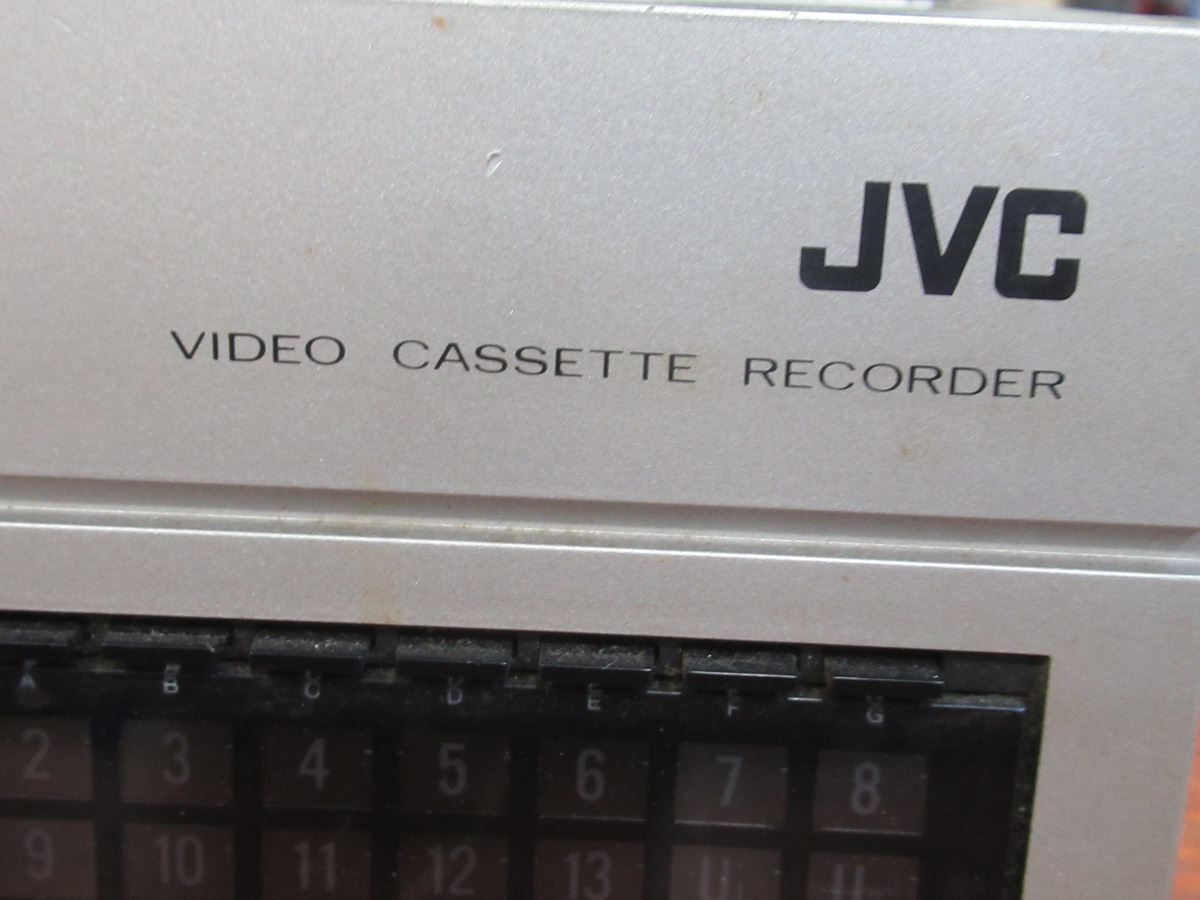 JVC
VIDEO CASSETTE RECORDER
A B C D E F G
2 3 4 5 6 7 8
9 10 11 12 13 U U